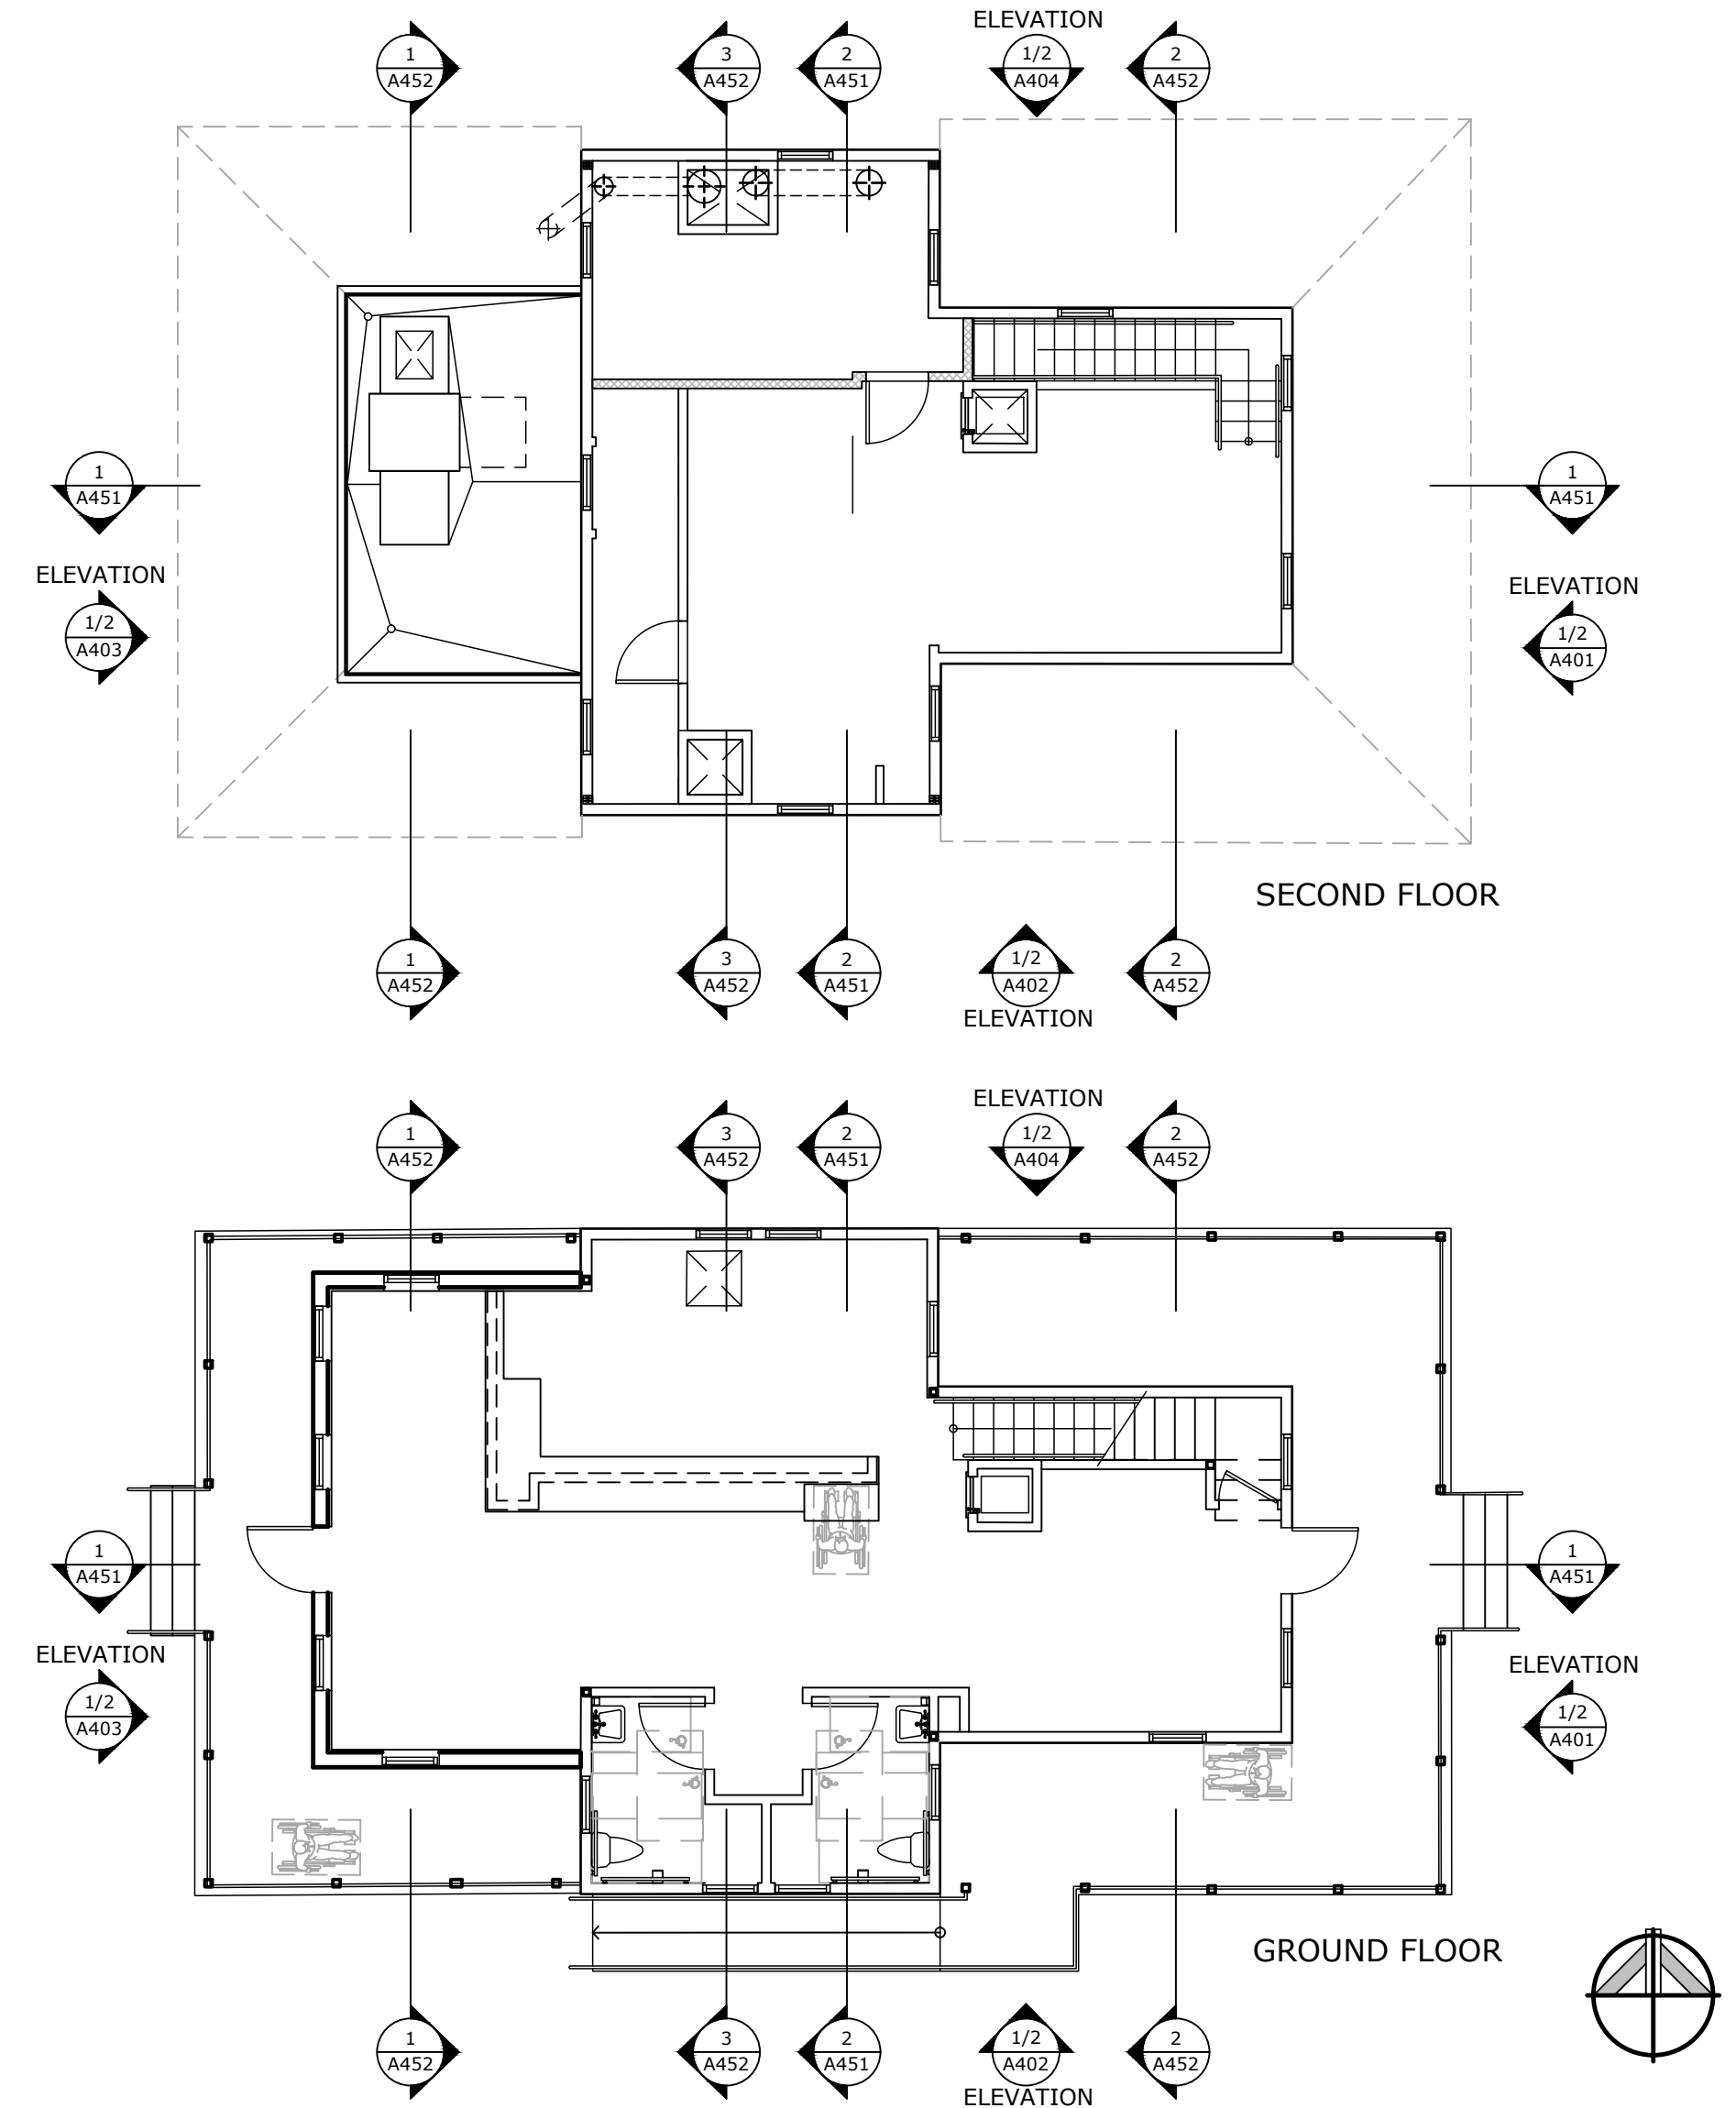 ELEVATION
1
A452
3
A452
2
A451
1/2
A404
2
A452
1
A451
1
A451
ELEVATION
1/2
A403
ELEVATION
1/2
A401
SECOND FLOOR
1
A452
3
A452
2
A451
1/2
A402
2
A452
ELEVATION
ELEVATION
1
A452
3
A452
2
A451
1/2
A404
2
A452
1
A451
1
A451
ELEVATION
1/2
A403
ELEVATION
1/2
A401
GROUND FLOOR
1
A452
3
A452
2
A451
1/2
A402
2
A452
ELEVATION